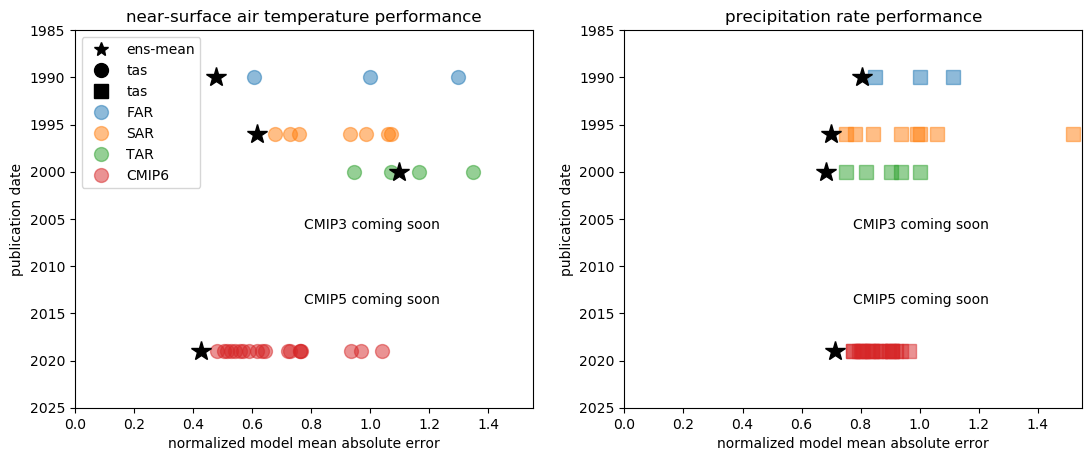 near-surface air temperature performance
1985
1990
1995
2000
2005
2010
2015
2020
2025
publication date
ens-mean
tas
tas
FAR
SAR
TAR
CMIP6
CMIP3 coming soon
CMIP5 coming soon
0.0 0.2 0.4 0.6 0.8 1.0 1.2 1.4
normalized model mean absolute error
precipitation rate performance
1985
1990
1995
2000
2005
2010
2015
2020
2025
publication date
CMIP3 coming soon
CMIP5 coming soon
0.0 0.2 0.4 0.6 0.8 1.0 1.2 1.4
normalized model mean absolute error